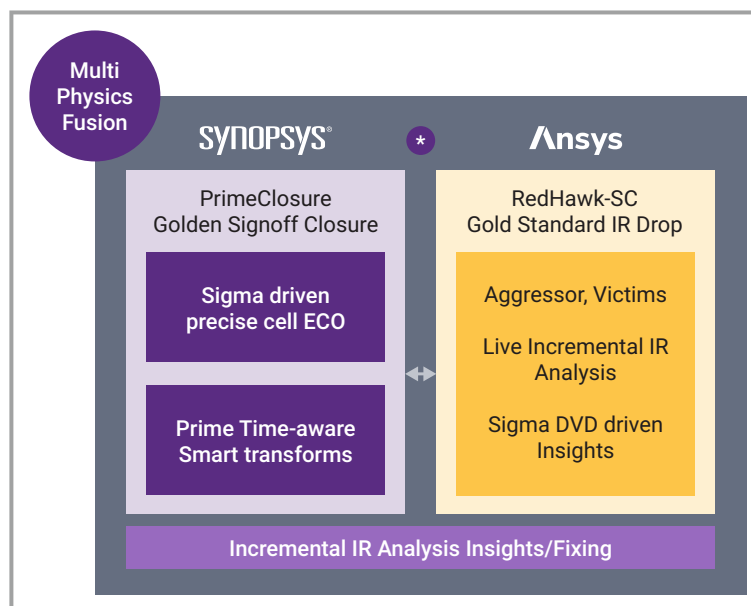 Multi
Physics
Fusion
SYNOPSYS®
*
Ansys
PrimeClosure
Golden Signoff Closure
Sigma driven
precise cell ECO
Prime Time-aware
Smart transforms
RedHawk-SC
Gold Standard IR Drop
Aggressor, Victims
Live Incremental IR
Analysis
Sigma DVD driven
Insights
Incremental IR Analysis Insights/Fixing